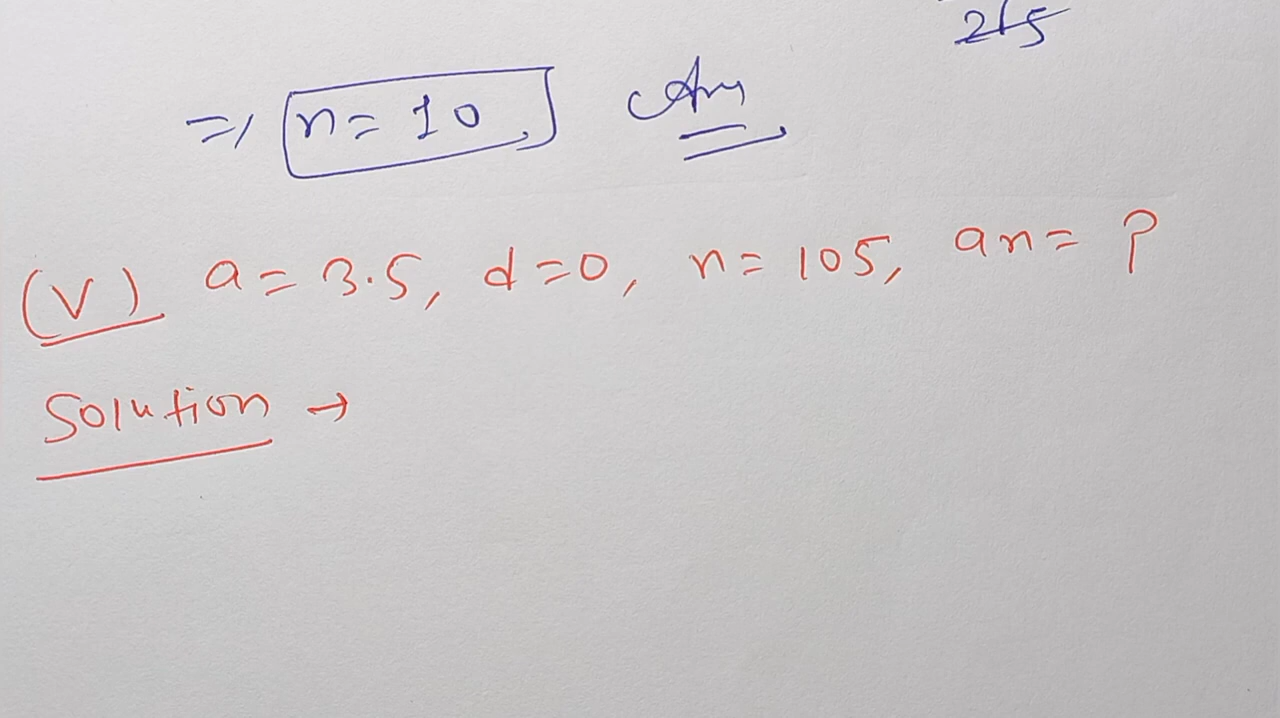 215
=> n = 10, Ans
(V) a = 3.5, d = 0, n = 105, an = ?
Solution →